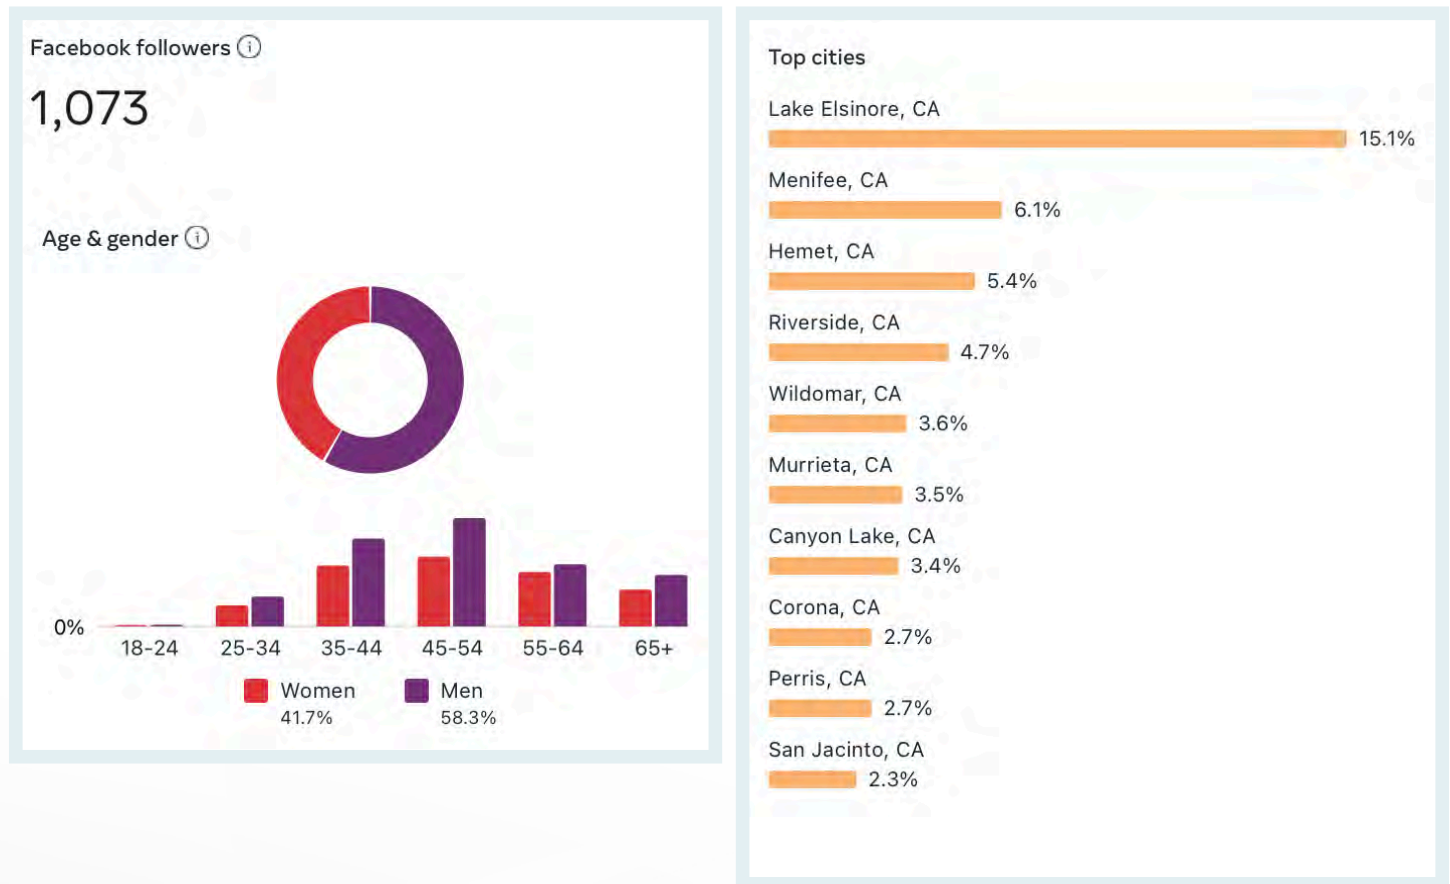 Facebook followers
1,073
Age & gender
0%
18-24 25-34 35-44 45-54 55-64 65+
Women Men
41.7% 58.3%
Top cities
Lake Elsinore, CA
15.1%
Menifee, CA
6.1%
Hemet, CA
5.4%
Riverside, CA
4.7%
Wildomar, CA
3.6%
Murrieta, CA
3.5%
Canyon Lake, CA
3.4%
Corona, CA
2.7%
Perris, CA
2.7%
San Jacinto, CA
2.3%